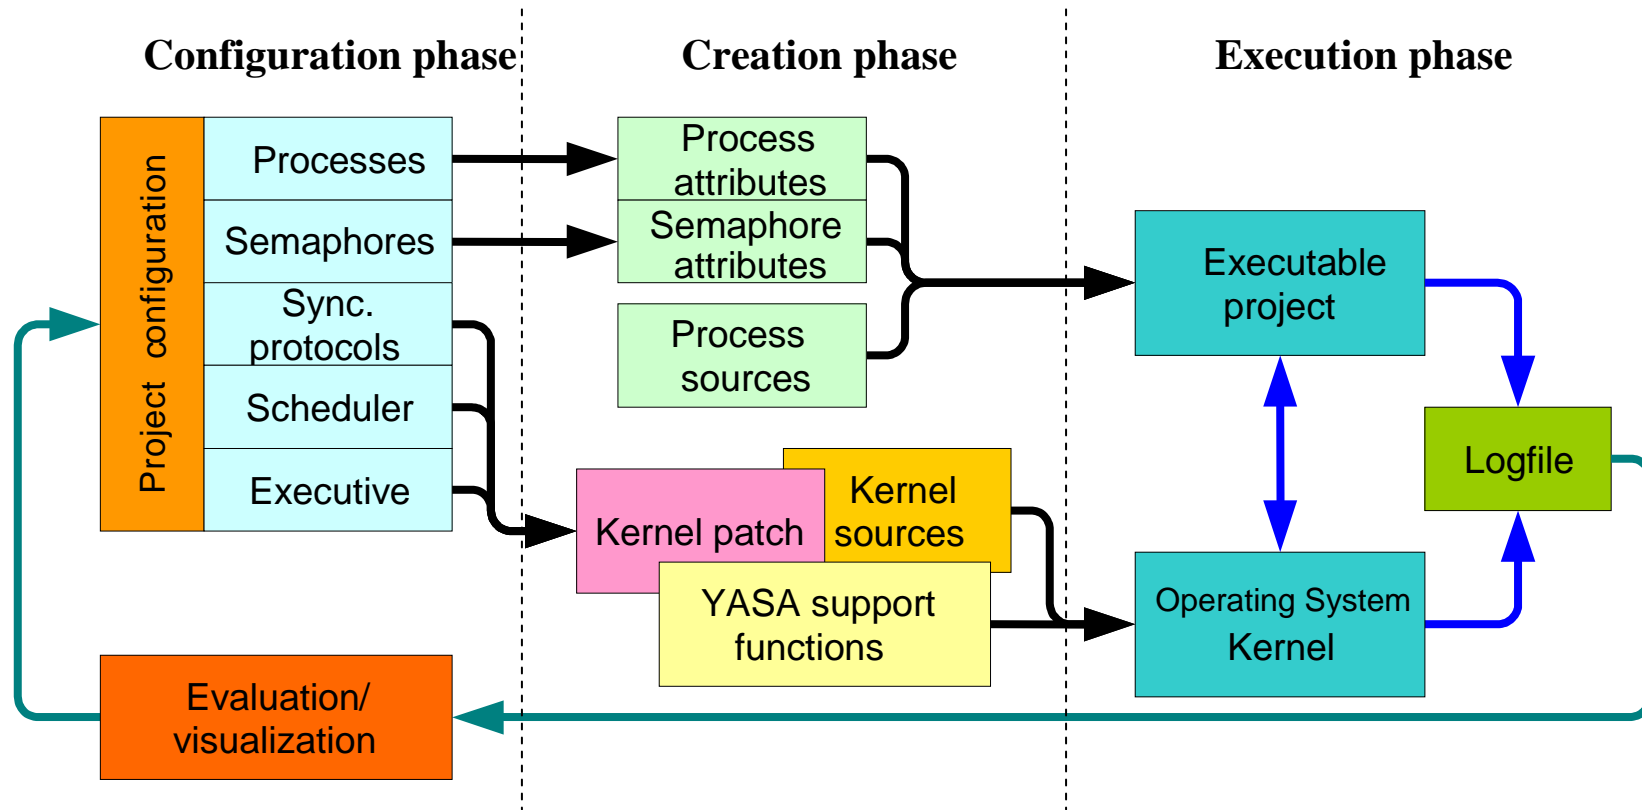 Configuration phase
Creation phase
Execution phase
Project configuration
Processes
Semaphores
Sync.
protocols
Scheduler
Executive
Process
attributes
Semaphore
attributes
Process
sources
Kernel patch
Kernel
sources
YASA support
functions
Executable
project
Operating System
Kernel
Logfile
Evaluation/
visualization